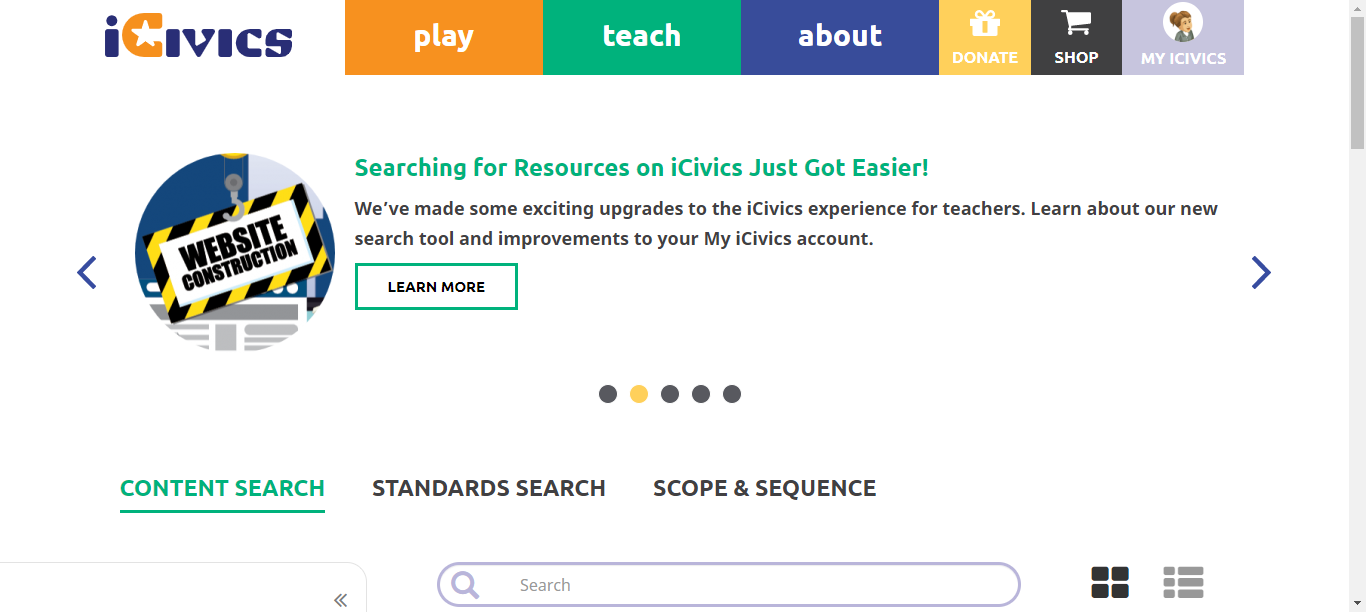 iCivics
play
teach
about
DONATE
SHOP
MY ICIVICS
WEBSITE
CONSTRUCTION
Searching for Resources on iCivics Just Got Easier!
We’ve made some exciting upgrades to the iCivics experience for teachers. Learn about our new
search tool and improvements to your My iCivics account.
LEARN MORE
CONTENT SEARCH
STANDARDS SEARCH
SCOPE & SEQUENCE
Search